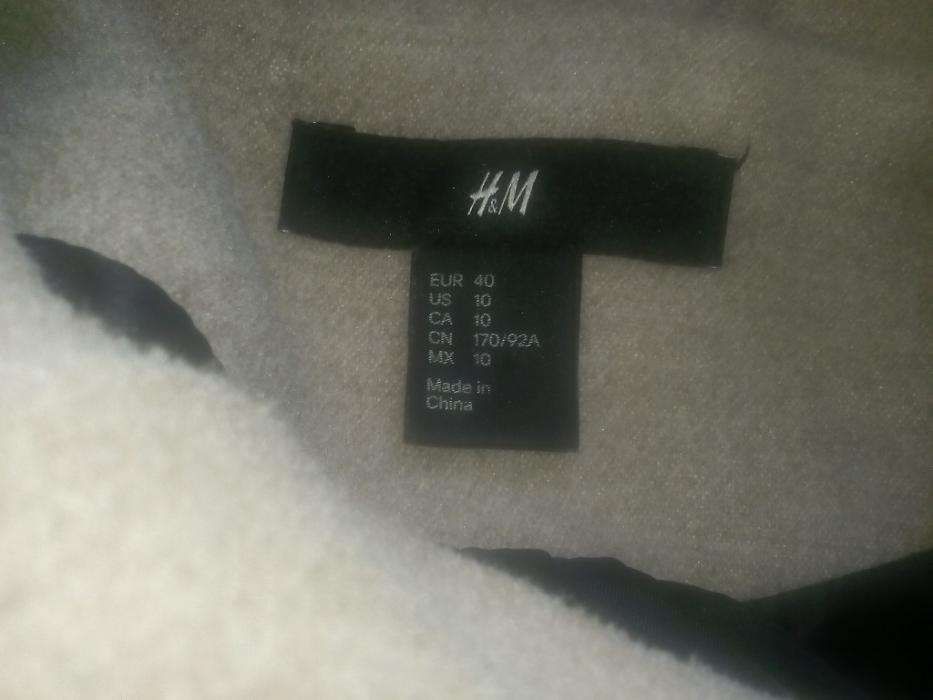 H&M
EUR 40
US 10
CA 10
CN 170/92A
MX 10
Made in
China